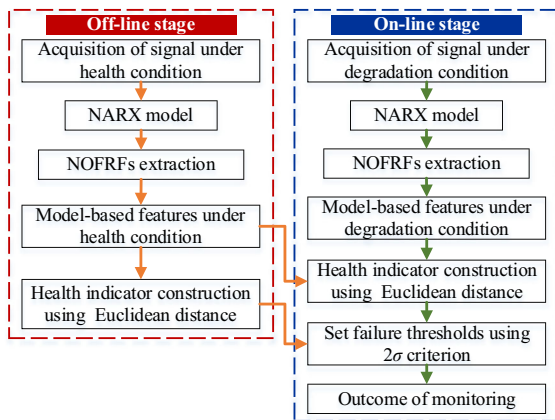 Off-line stage
Acquisition of signal under
health condition
NARX model
NOFRFs extraction
Model-based features under
health condition
Health indicator construction
using Euclidean distance
On-line stage
Acquisition of signal under
degradation condition
NARX model
NOFRFs extraction
Model-based features under
degradation condition
Health indicator construction
using Euclidean distance
Set failure thresholds using
2σ criterion
Outcome of monitoring